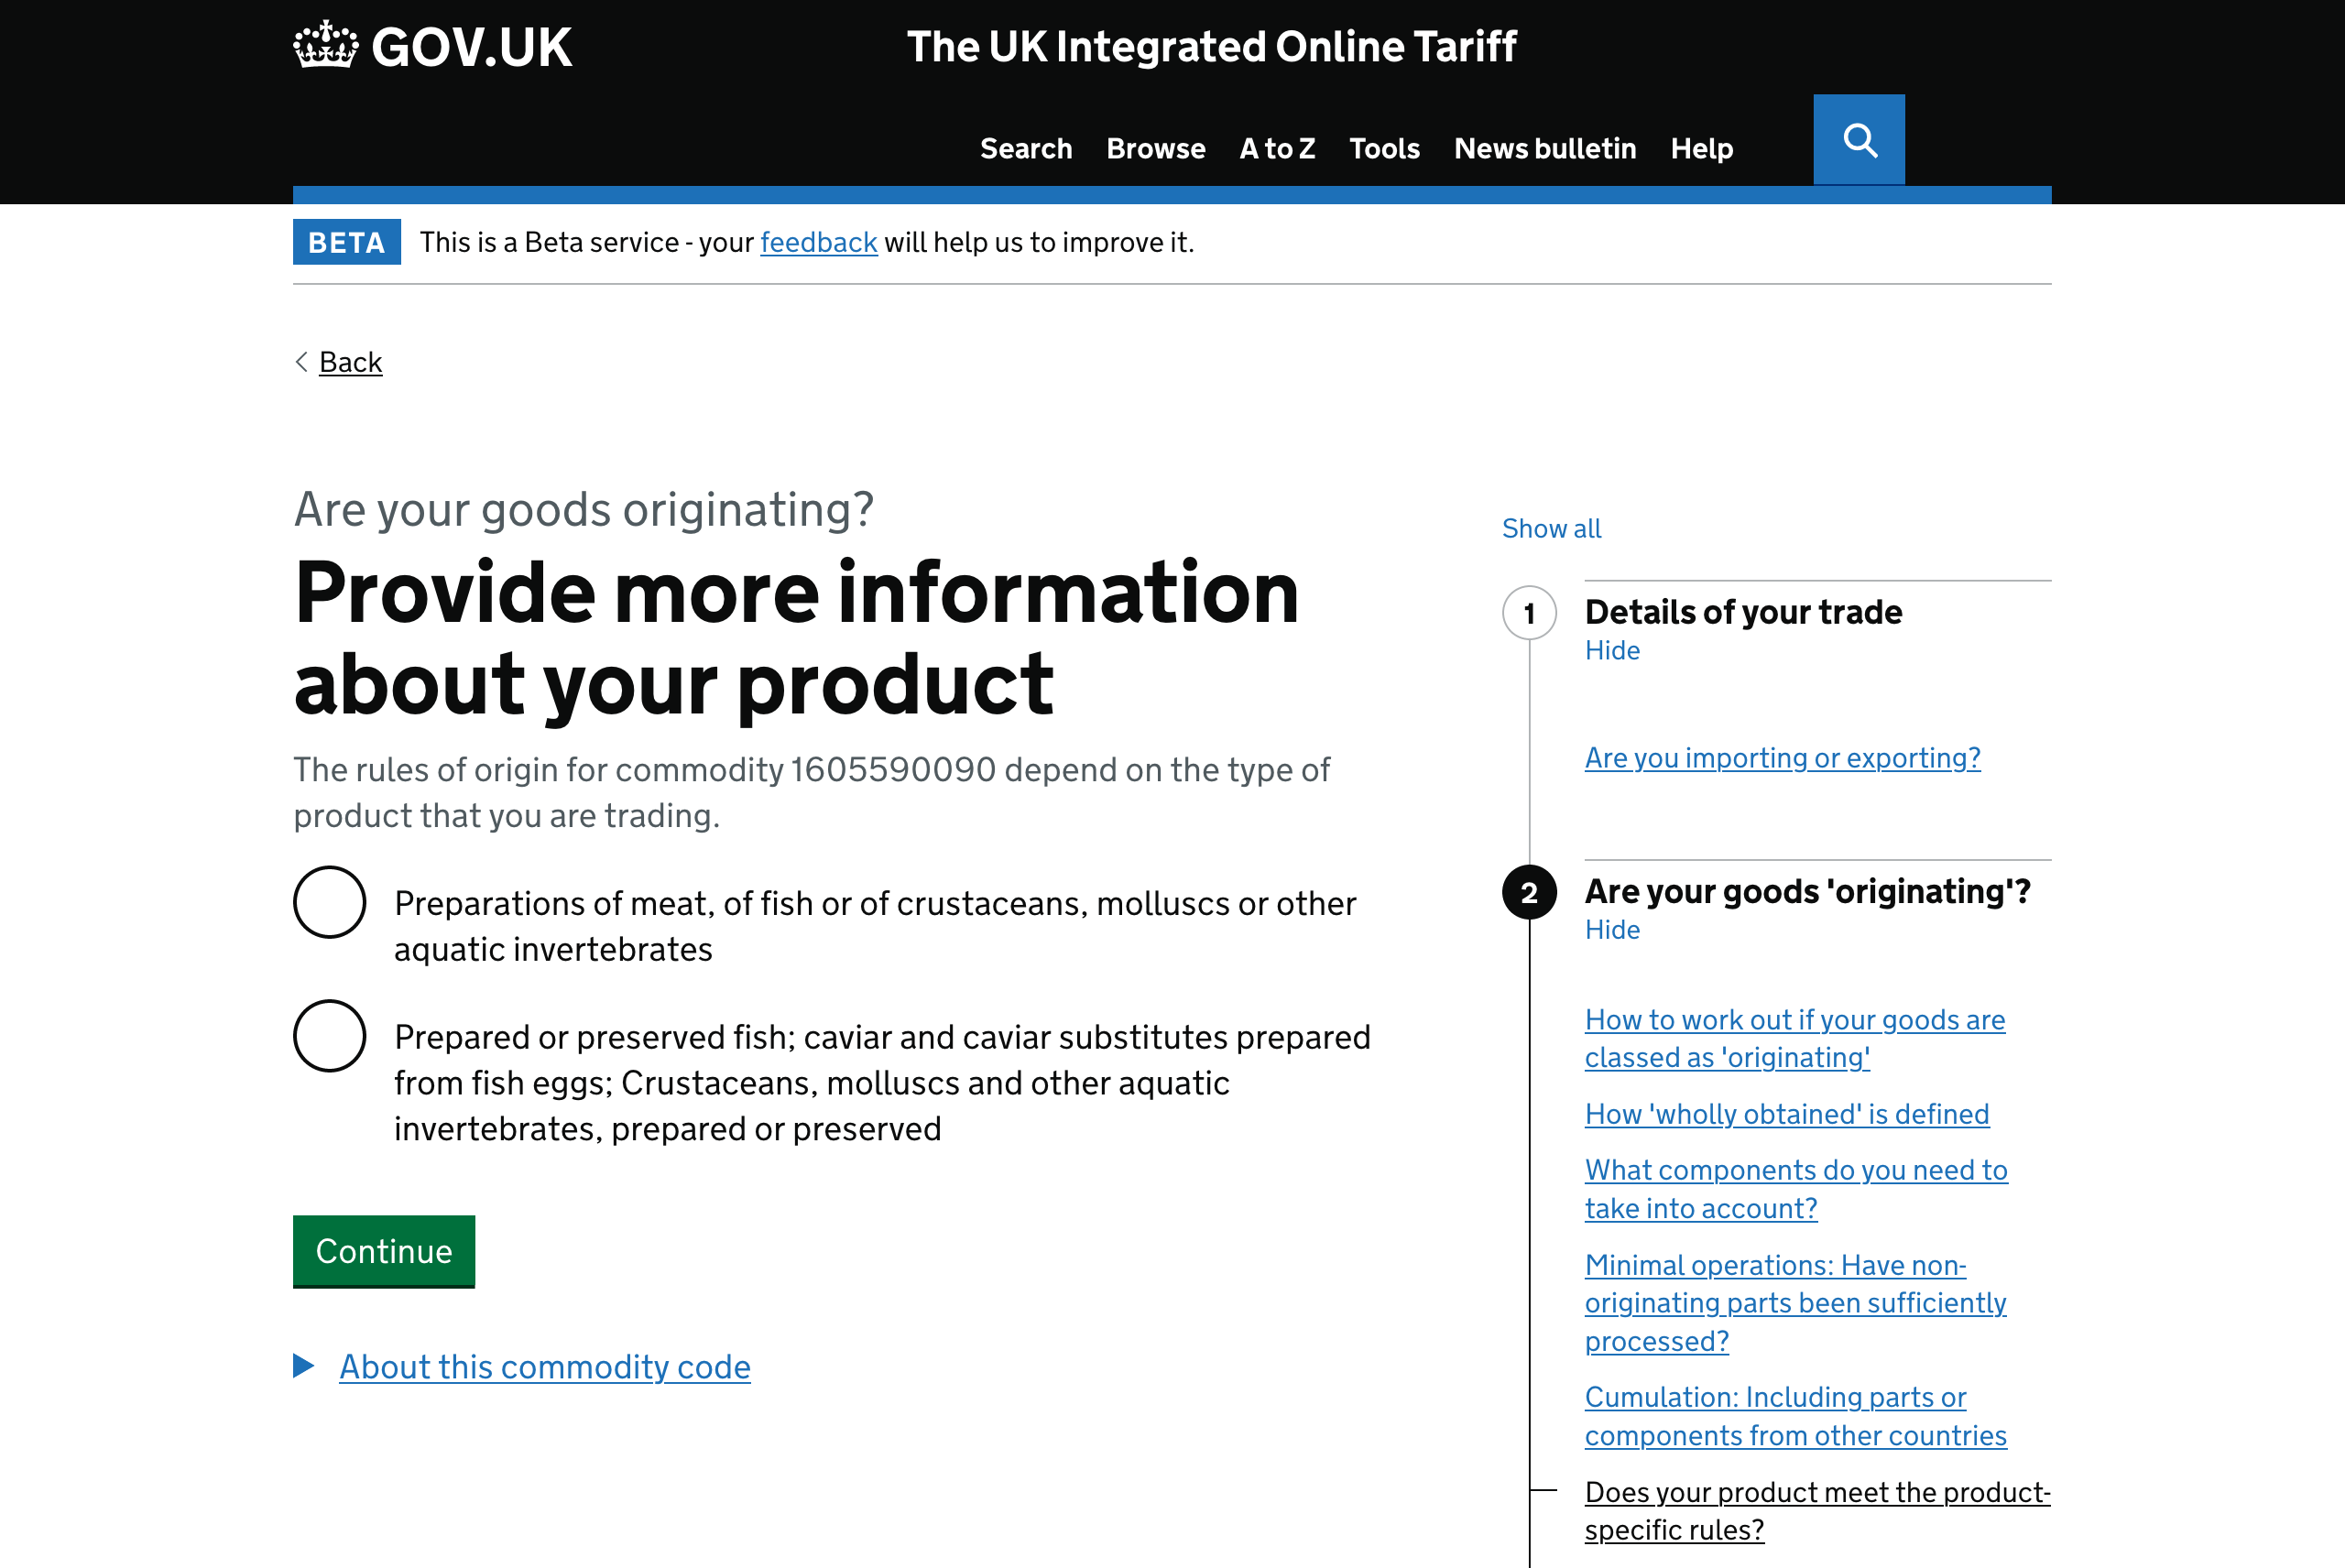 GOV.UK
The UK Integrated Online Tariff
Search Browse A to Z Tools News bulletin Help
BETA This is a Beta service - your feedback will help us to improve it.
Back
Are your goods originating?
Provide more information
about your product
The rules of origin for commodity 1605590090 depend on the type of
product that you are trading.
Preparations of meat, of fish or of crustaceans, molluscs or other
aquatic invertebrates
Prepared or preserved fish; caviar and caviar substitutes prepared
from fish eggs; Crustaceans, molluscs and other aquatic
invertebrates, prepared or preserved
Continue
About this commodity code
Show all
1 Details of your trade
Hide
Are you importing or exporting?
2 Are your goods 'originating'?
Hide
How to work out if your goods are
classed as 'originating'
How 'wholly obtained' is defined
What components do you need to
take into account?
Minimal operations: Have non-
originating parts been sufficiently
processed?
Cumulation: Including parts or
components from other countries
Does your product meet the product-
specific rules?